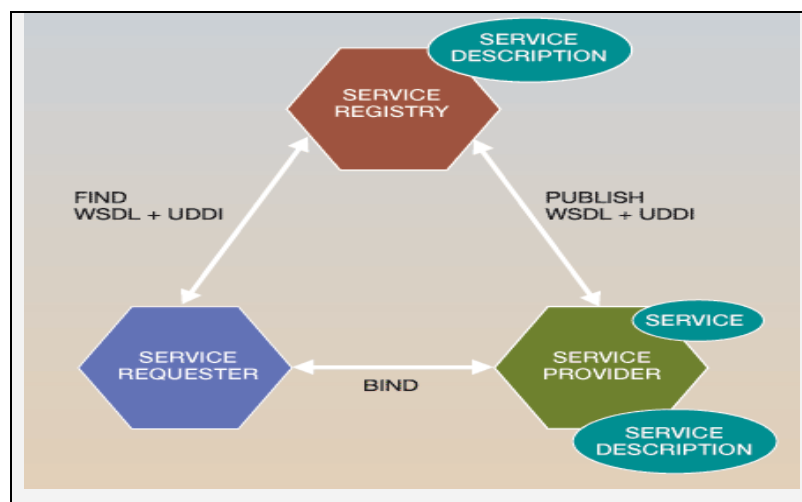 SERVICE
DESCRIPTION
SERVICE
REGISTRY
FIND
WSDL + UDDI
PUBLISH
WSDL + UDDI
SERVICE
SERVICE
REQUESTER
BIND
SERVICE
PROVIDER
SERVICE
DESCRIPTION